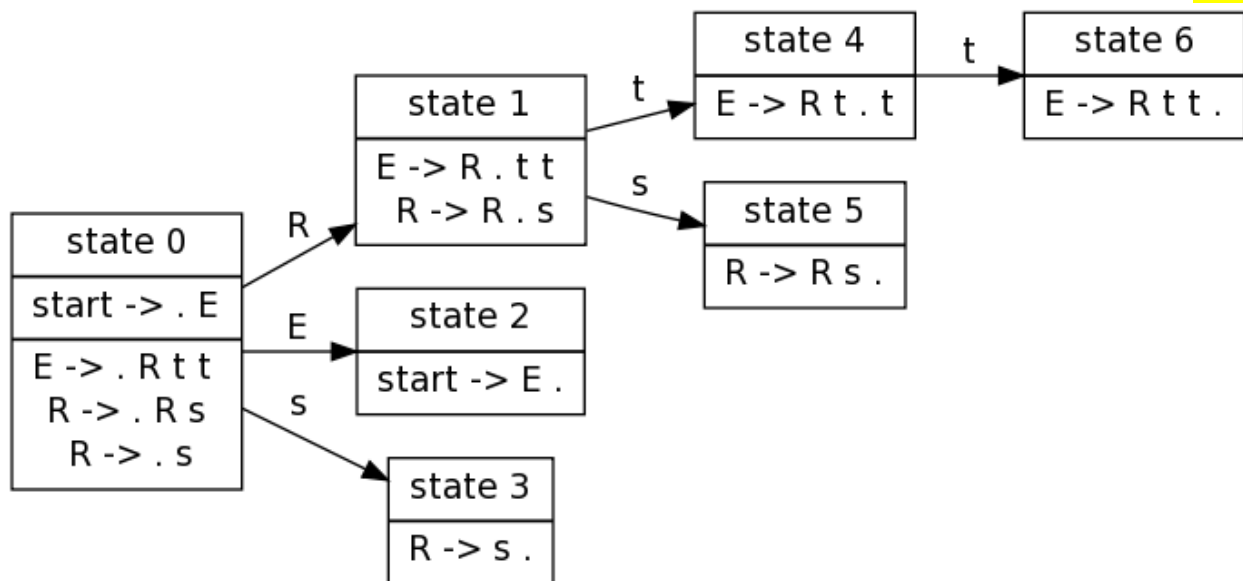 state 0
start -> . E
E -> . R t t
R -> . R s
R -> . s
R
E
s
state 1
E -> R . t t
R -> R . s
state 2
start -> E .
state 3
R -> s .
t
s
state 4
E -> R t . t
state 5
R -> R s .
t
state 6
E -> R t t .